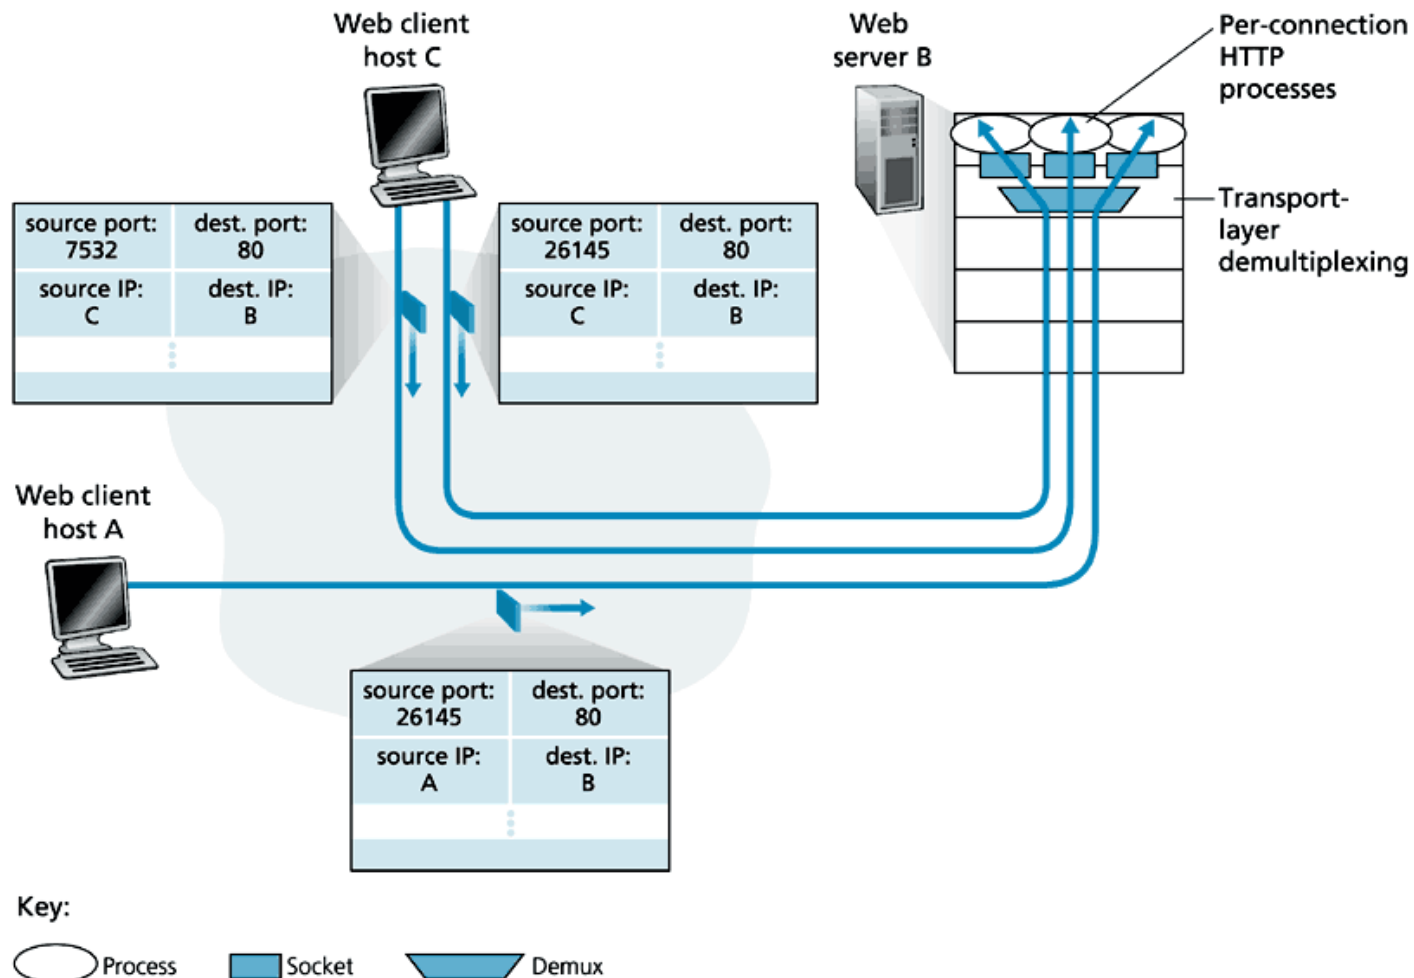 Web client
host C
Web
server B
Per-connection
HTTP
processes
Transport-
layer
demultiplexing
source port:
7532
dest. port:
80
source IP:
C
dest. IP:
B
source port:
26145
dest. port:
80
source IP:
C
dest. IP:
B
Web client
host A
source port:
26145
dest. port:
80
source IP:
A
dest. IP:
B
Key:
Process
Socket
Demux